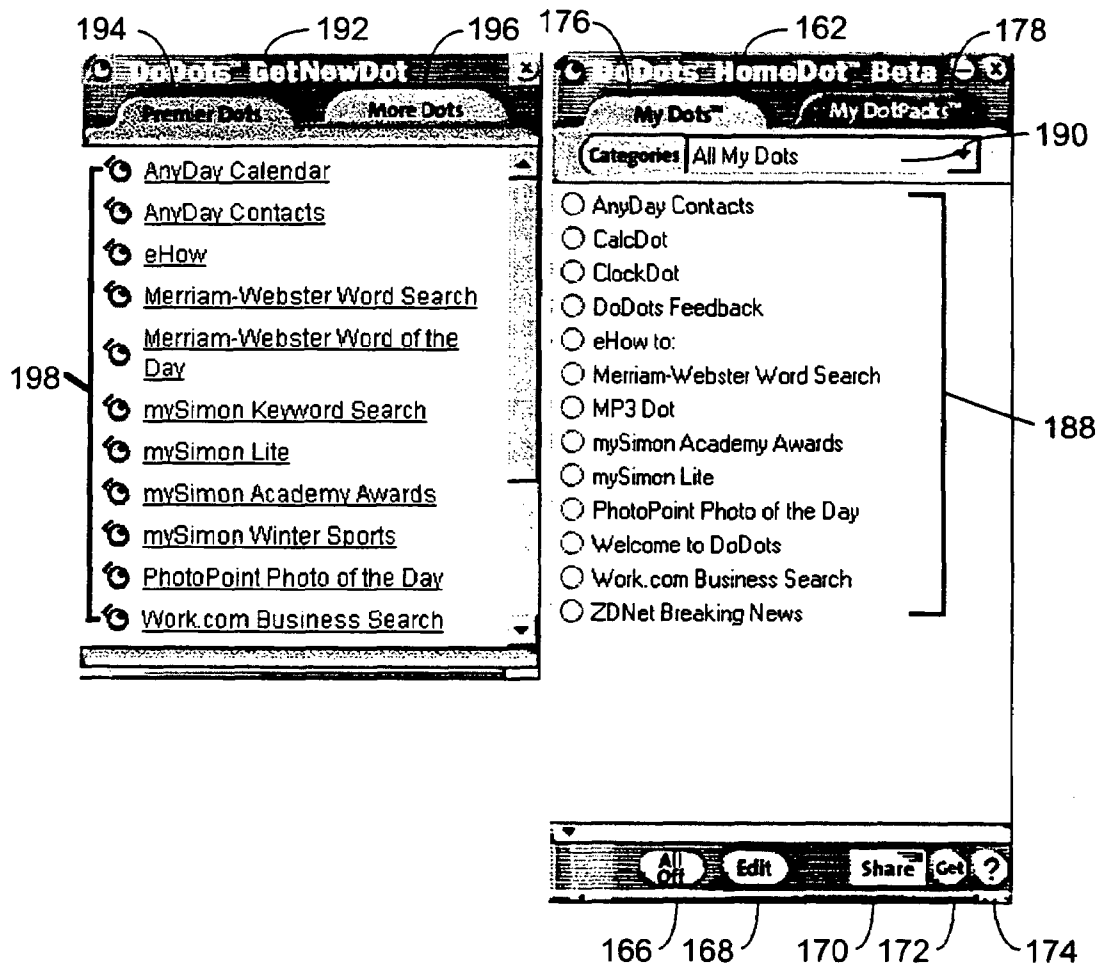 194 192 196
176 162 178
DoDots™ GetNewDot
Premier Dots
More Dots
AnyDay Calendar
AnyDay Contacts
eHow
Merriam-Webster Word Search
Merriam-Webster Word of the
Day
mySimon Keyword Search
mySimon Lite
mySimon Academy Awards
mySimon Winter Sports
PhotoPoint Photo of the Day
Work.com Business Search
198
DoDots™ HomeDot™ Beta
My Dots™
My DotPacks™
190
Categories All My Dots
AnyDay Contacts
CalcDot
ClockDot
DoDots Feedback
eHow to:
Merriam-Webster Word Search
MP3 Dot
mySimon Academy Awards
mySimon Lite
PhotoPoint Photo of the Day
Welcome to DoDots
Work.com Business Search
ZDNet Breaking News
188
All
Off
Edit
Share
Get
?
166 168 170 172 174